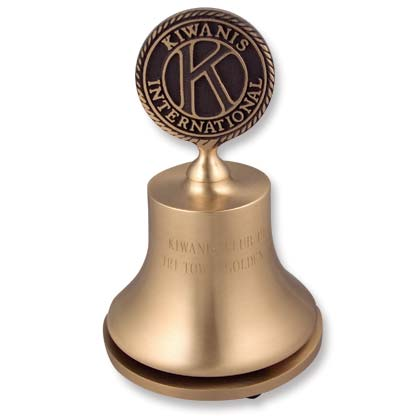 KIWANIS
K
INTERNATIONAL
KIWANIS CLUB
TRI TOWN GOLDEN